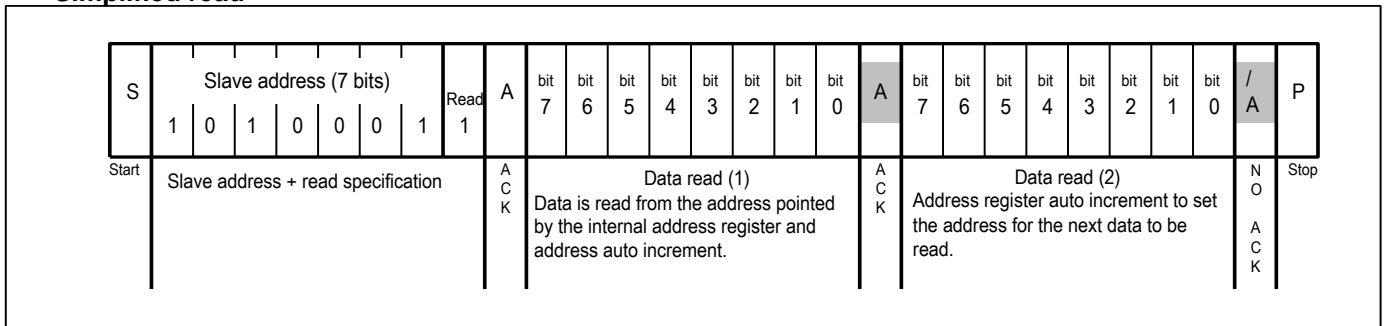 Simplified read
S
Slave address (7 bits)
1 0 1 0 0 0 1
Read
1
A
bit 7
bit 6
bit 5
bit 4
bit 3
bit 2
bit 1
bit 0
A
bit 7
bit 6
bit 5
bit 4
bit 3
bit 2
bit 1
bit 0
/A
P
Start
Slave address + read specification
ACK
Data read (1)
Data is read from the address pointed
by the internal address register and
address auto increment.
ACK
Data read (2)
Address register auto increment to set
the address for the next data to be
read.
NO ACK
Stop